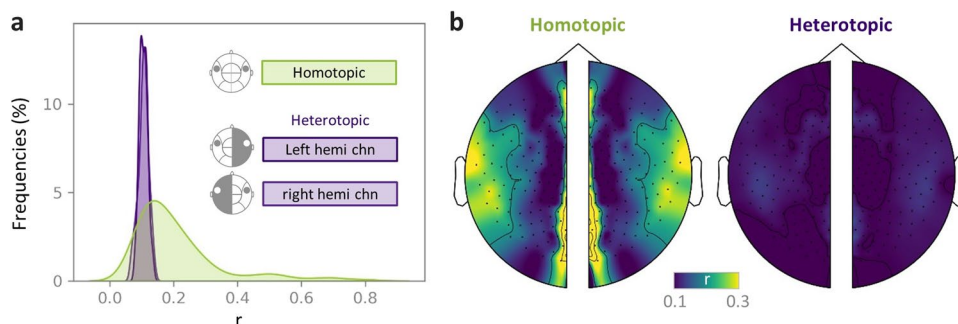 a
Frequencies (%)
10
5
0
0.0 0.2 0.4 0.6 0.8
r
Homotopic
Heterotopic
Left hemi chn
right hemi chn
b
Homotopic
Heterotopic
r
0.1 0.3